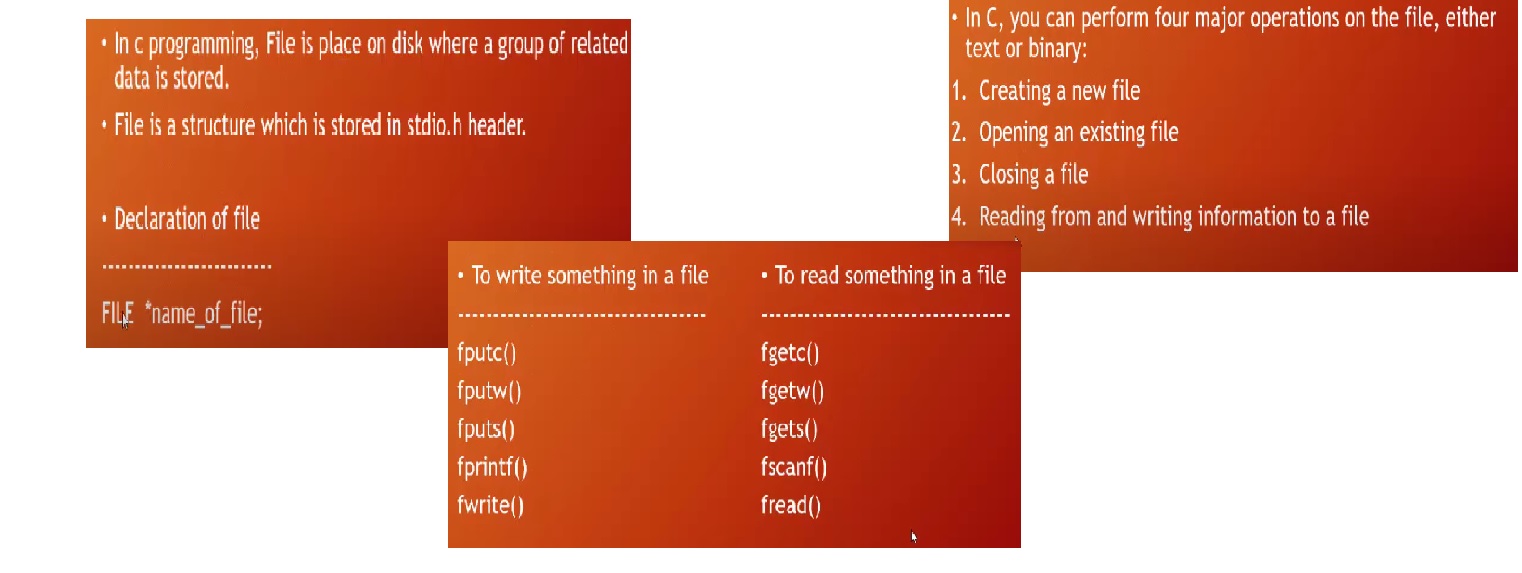 • In c programming, File is place on disk where a group of related
data is stored.
• File is a structure which is stored in stdio.h header.
• Declaration of file
--------------------------
FILE *name_of_file;
• In C, you can perform four major operations on the file, either
text or binary:
1. Creating a new file
2. Opening an existing file
3. Closing a file
4. Reading from and writing information to a file
• To write something in a file
---------------------------------
fputc()
fputw()
fputs()
fprintf()
fwrite()
• To read something in a file
---------------------------------
fgetc()
fgetw()
fgets()
fscanf()
fread()